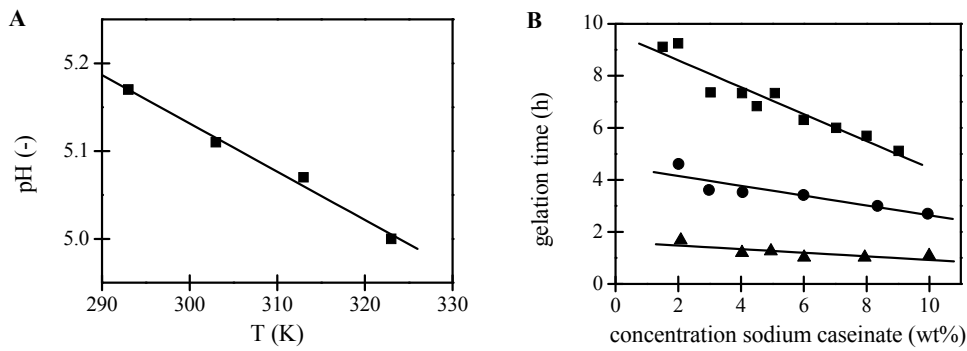 A
pH (-)
5.2
5.1
5.0
290 300 310 320 330
T (K)
B
gelation time (h)
10
8
6
4
2
0
0 2 4 6 8 10
concentration sodium caseinate (wt%)